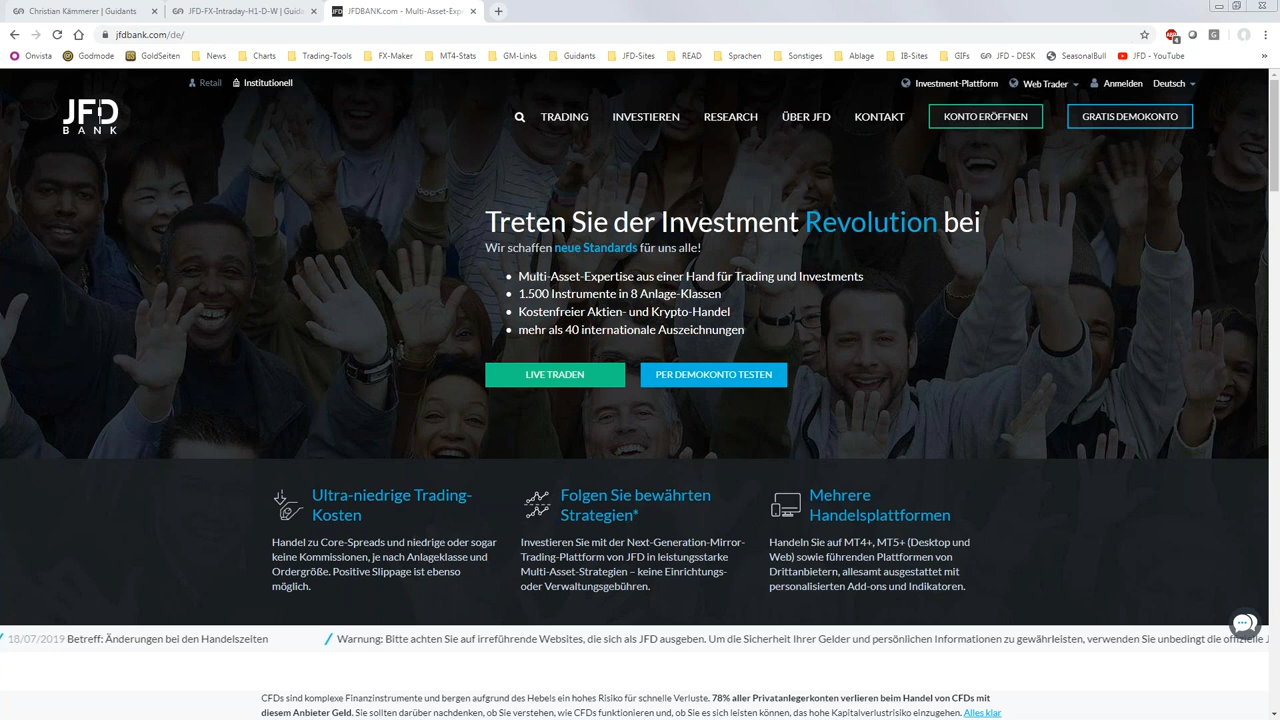 Christian Kämmerer | Guidants
JFD-FX-Intraday-H1-D-W | Guida
JFDBANK.com - Multi-Asset-Exp
jfdbank.com/de/
Onvista
Godmode
GoldSeiten
News
Charts
Trading-Tools
FX-Maker
MT4-Stats
GM-Links
Guidants
JFD-Sites
READ
Sprachen
Sonstiges
Ablage
IB-Sites
GIFs
JFD - DESK
SeasonalBull
JFD - YouTube
Retail
Institutionell
Investment-Plattform
Web Trader
Anmelden
Deutsch
JFD
BANK
TRADING
INVESTIEREN
RESEARCH
ÜBER JFD
KONTAKT
KONTO ERÖFFNEN
GRATIS DEMOKONTO
Treten Sie der Investment Revolution bei
Wir schaffen neue Standards für uns alle!
Multi-Asset-Expertise aus einer Hand für Trading und Investments
1.500 Instrumente in 8 Anlage-Klassen
Kostenfreier Aktien- und Krypto-Handel
mehr als 40 internationale Auszeichnungen
LIVE TRADEN
PER DEMOKONTO TESTEN
Ultra-niedrige Trading-
Kosten
Handel zu Core-Spreads und niedrige oder sogar
keine Kommissionen, je nach Anlageklasse und
Ordergröße. Positive Slippage ist ebenso
möglich.
Folgen Sie bewährten
Strategien*
Investieren Sie mit der Next-Generation-Mirror-
Trading-Plattform von JFD in leistungsstarke
Multi-Asset-Strategien – keine Einrichtungs-
oder Verwaltungsgebühren.
Mehrere
Handelsplattformen
Handeln Sie auf MT4+, MT5+ (Desktop und
Web) sowie führenden Plattformen von
Drittanbietern, allesamt ausgestattet mit
personalisierten Add-ons und Indikatoren.
18/07/2019 Betreff: Änderungen bei den Handelszeiten
Warnung: Bitte achten Sie auf irreführende Websites, die sich als JFD ausgeben. Um die Sicherheit Ihrer Gelder und persönlichen Informationen zu gewährleisten, verwenden Sie unbedingt die offizielle J
CFDs sind komplexe Finanzinstrumente und bergen aufgrund des Hebels ein hohes Risiko für schnelle Verluste. 78% aller Privatanlegerkonten verlieren beim Handel von CFDs mit
diesem Anbieter Geld. Sie sollten darüber nachdenken, ob Sie verstehen, wie CFDs funktionieren und, ob Sie es sich leisten können, das hohe Kapitalverlustrisiko einzugehen. Alles klar